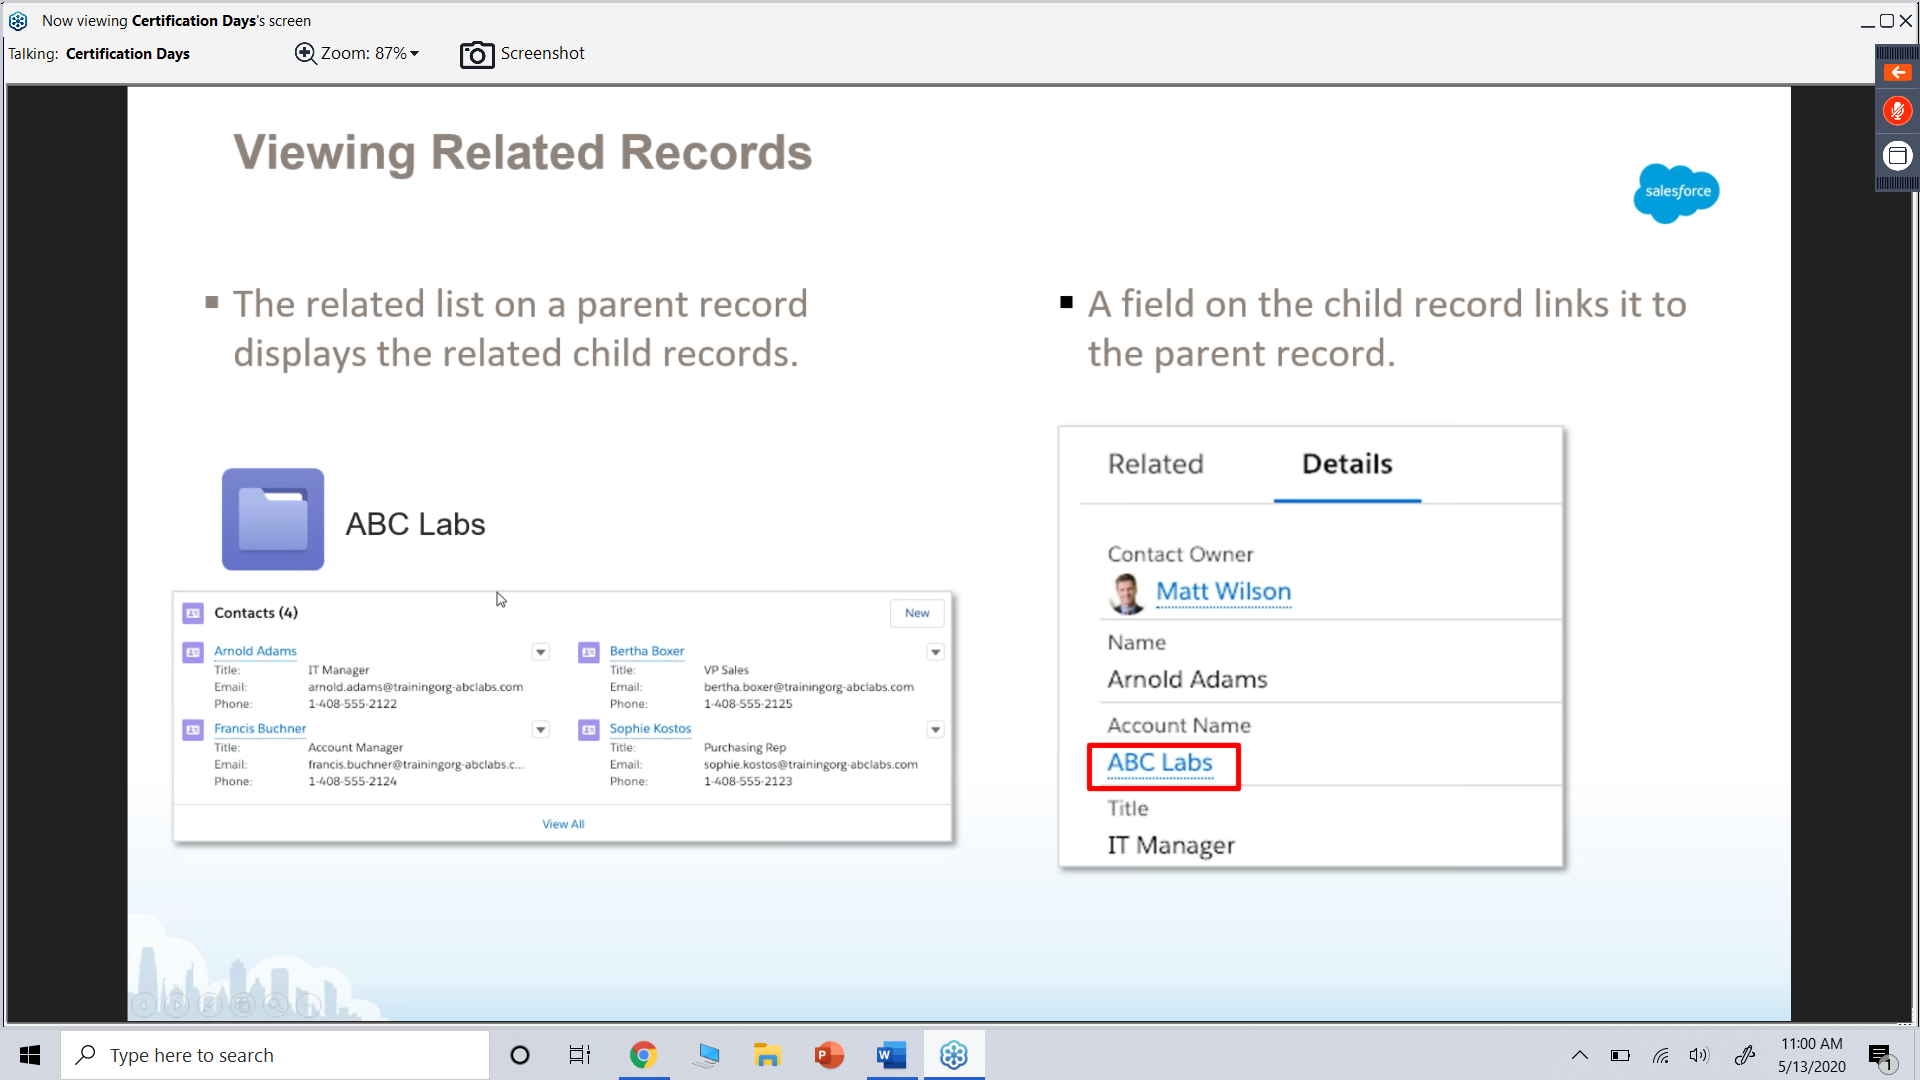 Now viewing Certification Days's screen
Talking: Certification Days
Zoom: 87%
Screenshot
Viewing Related Records
salesforce
The related list on a parent record
displays the related child records.
A field on the child record links it to
the parent record.
ABC Labs
Contacts (4)
New
Arnold Adams
Title: IT Manager
Email: arnold.adams@trainingorg-abclabs.com
Phone: 1-408-555-2122
Bertha Boxer
Title: VP Sales
Email: bertha.boxer@trainingorg-abclabs.com
Phone: 1-408-555-2125
Francis Buchner
Title: Account Manager
Email: francis.buchner@trainingorg-abclabs.c...
Phone: 1-408-555-2124
Sophie Kostos
Title: Purchasing Rep
Email: sophie.kostos@trainingorg-abclabs.com
Phone: 1-408-555-2123
View All
Related Details
Contact Owner
Matt Wilson
Name
Arnold Adams
Account Name
ABC Labs
Title
IT Manager
Type here to search
P
W
11:00 AM
5/13/2020
1